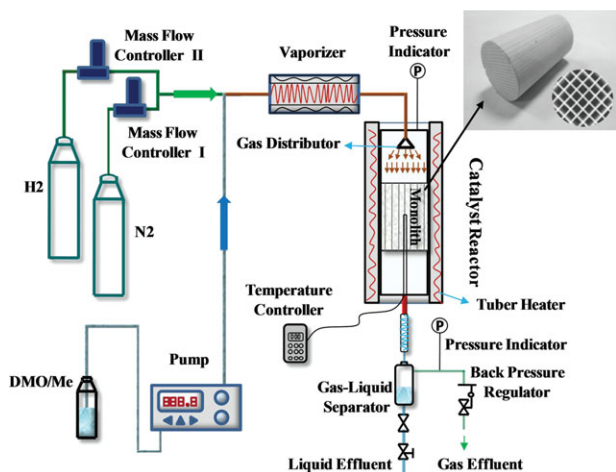 Mass Flow
Controller II
Vaporizer
Pressure
Indicator
Mass Flow
Controller I
Gas Distributor
H2
N2
Monolith
Catalyst Reactor
Temperature
Controller
Tuber Heater
Pump
Pressure Indicator
DMO/Me
888.8
Gas-Liquid
Separator
Back Pressure
Regulator
Liquid Effluent
Gas Effluent
P
P